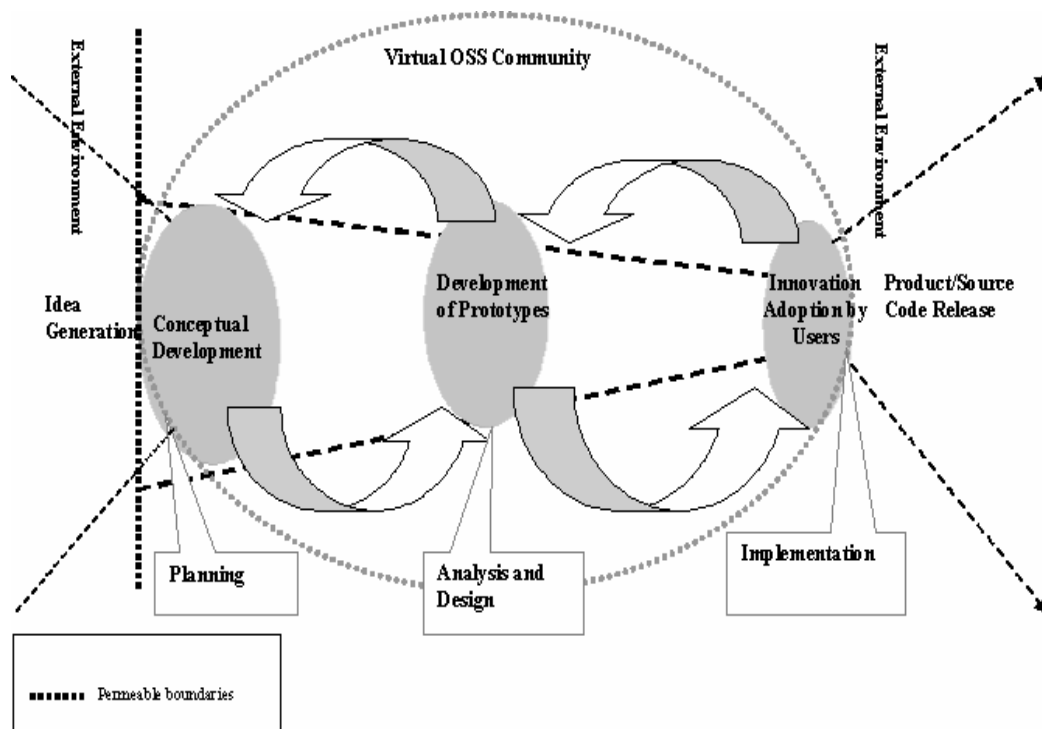 Virtual OSS Community
External Environment
External Environment
Idea
Generation
Conceptual
Development
Development
of Prototypes
Innovation
Adoption by
Users
Product/Source
Code Release
Planning
Analysis and
Design
Implementation
Permeable boundaries